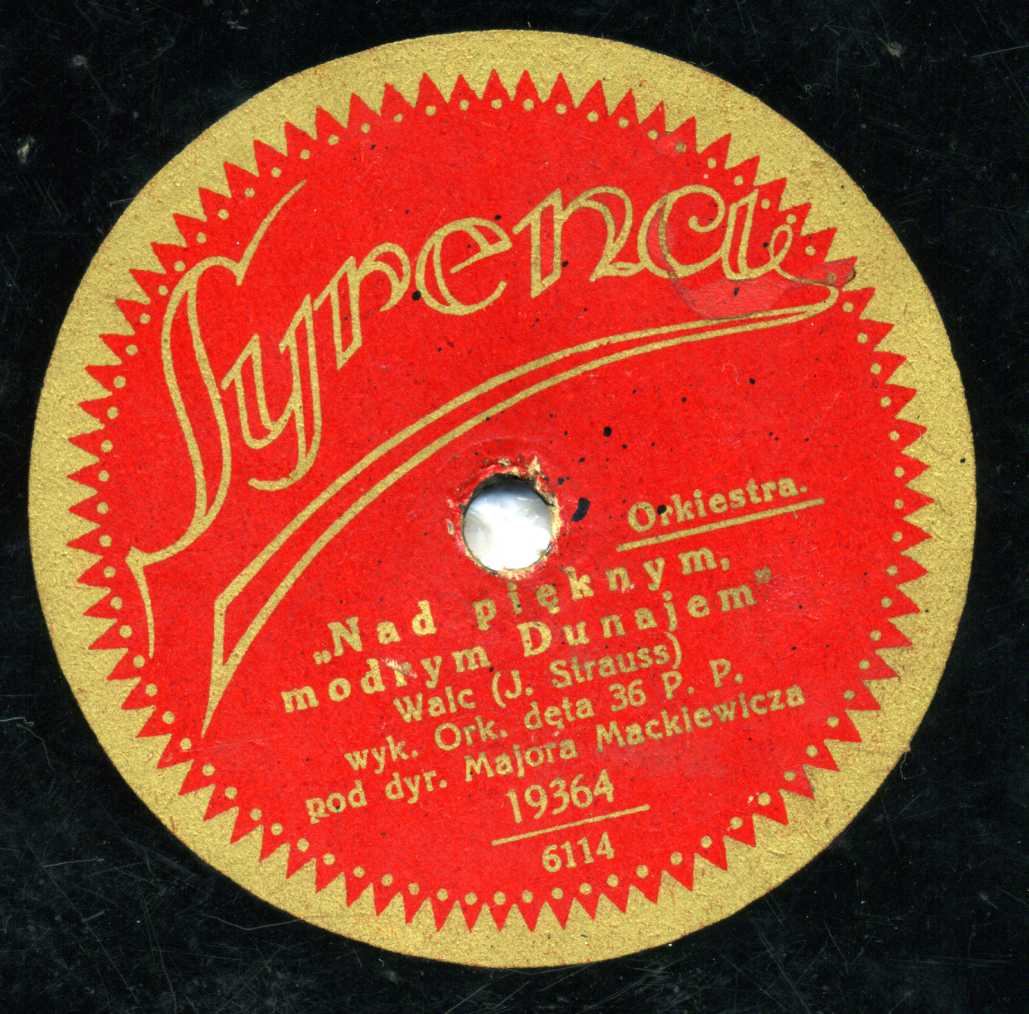 Syrena
Orkiestra.
„Nad pięknym,
modrym Dunajem”
Walc (J. Strauss)
wyk. Ork. dęta 36 P. P.
pod dyr. Majora Mackiewicza
19364
6114